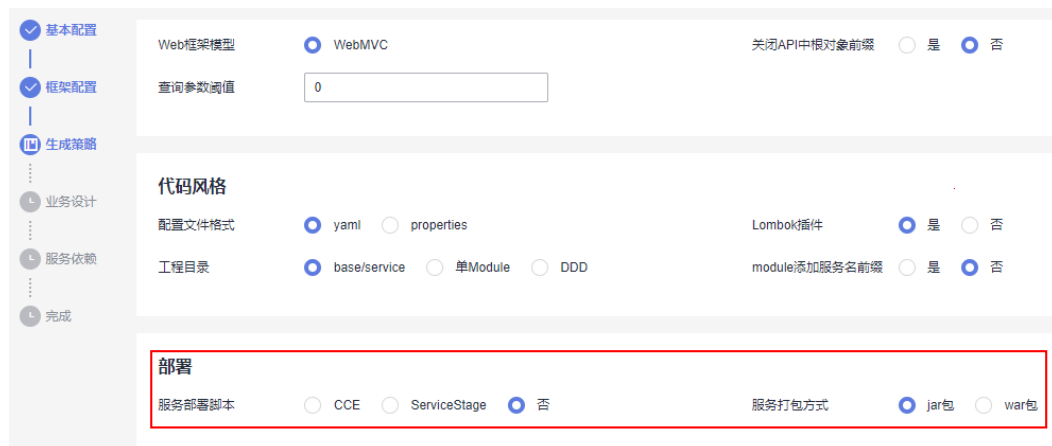 基本配置
框架配置
生成策略
业务设计
服务依赖
完成
Web框架模型 WebMVC 关闭API中根对象前缀 是 否
查询参数阈值 0
代码风格
配置文件格式 yaml properties Lombok插件 是 否
工程目录 base/service 单Module DDD module添加服务名前缀 是 否
部署
服务部署脚本 CCE ServiceStage 否 服务打包方式 jar包 war包